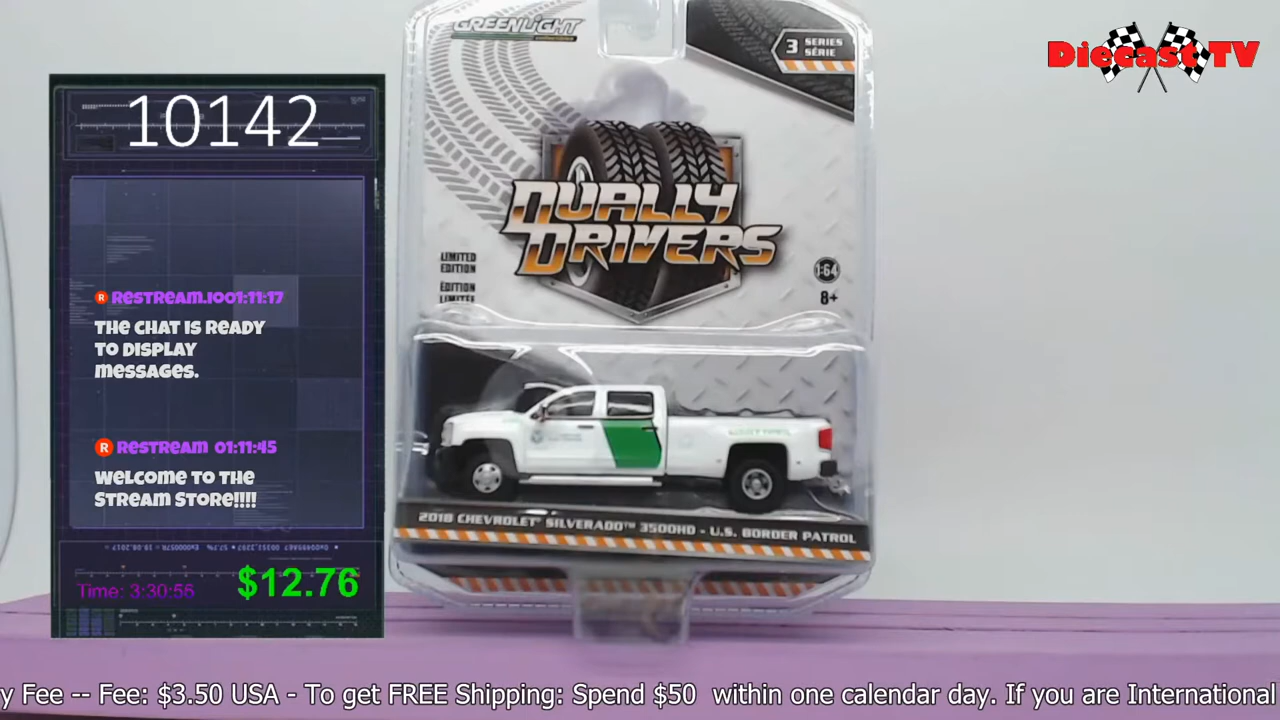 GREENLIGHT
3 SERIES
SÉRIE
Diecast TV
10142
DUALLY
DRIVERS
LIMITED
EDITION
ÉDITION
LIMITÉE
1:64
8+
Restream.io 01:11:17
THE CHAT IS READY
TO DISPLAY
MESSAGES.
Restream 01:11:45
WELCOME TO THE
STREAM STORE!!!!
2018 CHEVROLET SILVERADO™ 3500HD - U.S. BORDER PATROL
Time: 3:30:56
$12.76
y Fee -- Fee: $3.50 USA - To get FREE Shipping: Spend $50 within one calendar day. If you are International